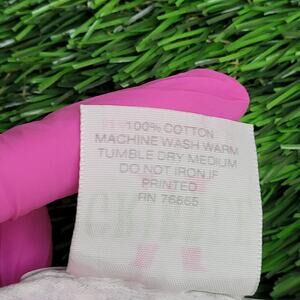 100% COTTON
MACHINE WASH WARM
TUMBLE DRY MEDIUM
DO NOT IRON IF
PRINTED
RN 76665